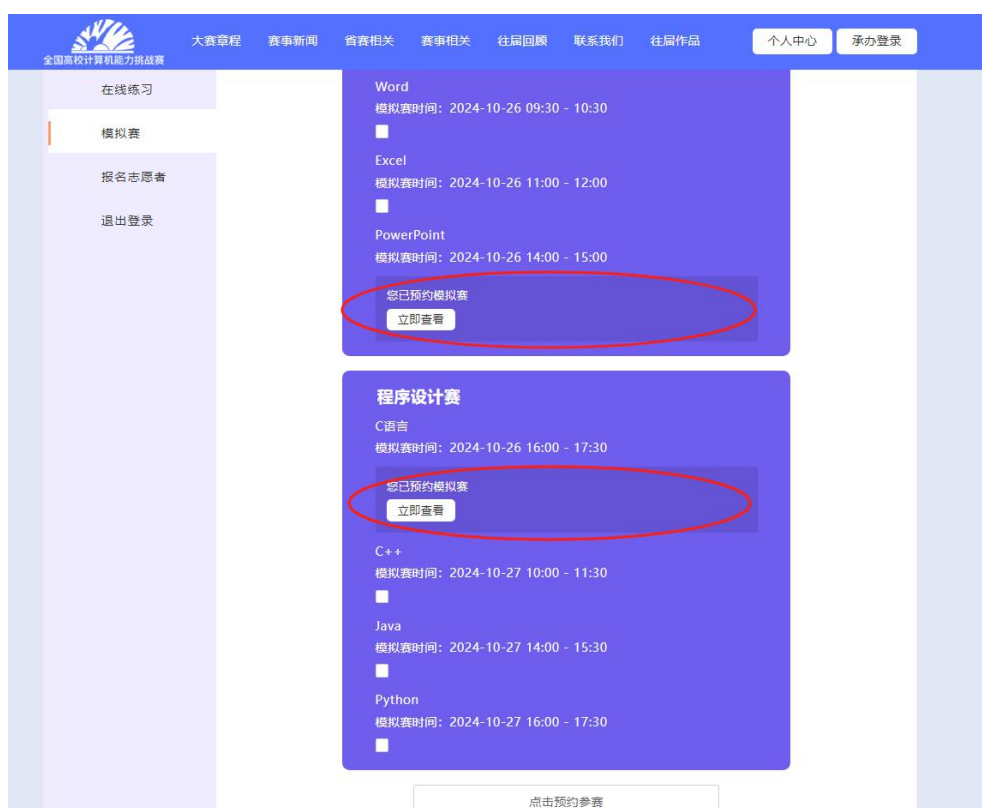 大赛章程 赛事新闻 省赛相关 赛事相关 往届回顾 联系我们 往届作品 个人中心 承办登录
全国高校计算机能力挑战赛
在线练习
模拟赛
报名志愿者
退出登录
Word
模拟赛时间：2024-10-26 09:30 - 10:30
Excel
模拟赛时间：2024-10-26 11:00 - 12:00
PowerPoint
模拟赛时间：2024-10-26 14:00 - 15:00
您已预约模拟赛
立即查看
程序设计赛
C语言
模拟赛时间：2024-10-26 16:00 - 17:30
您已预约模拟赛
立即查看
C++
模拟赛时间：2024-10-27 10:00 - 11:30
Java
模拟赛时间：2024-10-27 14:00 - 15:30
Python
模拟赛时间：2024-10-27 16:00 - 17:30
点击预约参赛